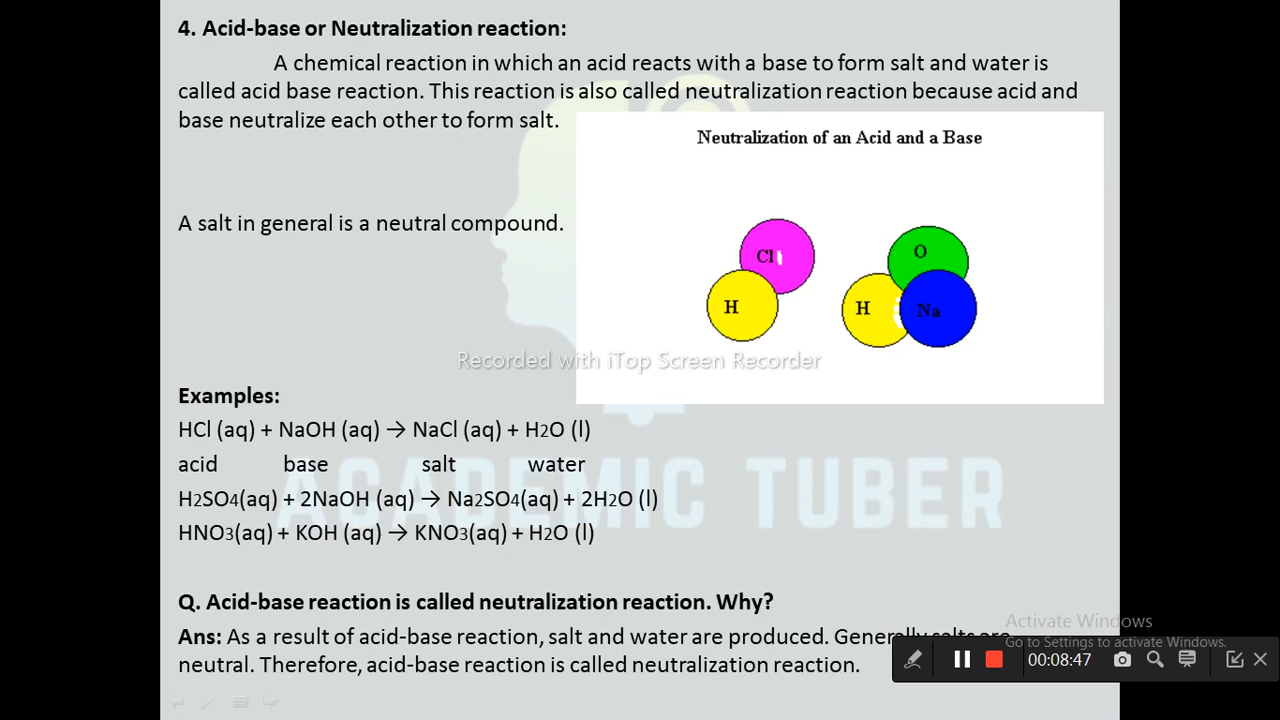 4. Acid-base or Neutralization reaction:
A chemical reaction in which an acid reacts with a base to form salt and water is
called acid base reaction. This reaction is also called neutralization reaction because acid and
base neutralize each other to form salt.
Neutralization of an Acid and a Base
A salt in general is a neutral compound.
Cl
O
H
H
Na
Recorded with iTop Screen Recorder
Examples:
HCl (aq) + NaOH (aq) → NaCl (aq) + H2O (l)
acid base salt water
H2SO4(aq) + 2NaOH (aq) → Na2SO4(aq) + 2H2O (l)
HNO3(aq) + KOH (aq) → KNO3(aq) + H2O (l)
ACADEMIC TUBER
Q. Acid-base reaction is called neutralization reaction. Why?
Ans: As a result of acid-base reaction, salt and water are produced. Generally salts are
neutral. Therefore, acid-base reaction is called neutralization reaction.
Activate Windows
Go to Settings to activate Windows.
00:08:47